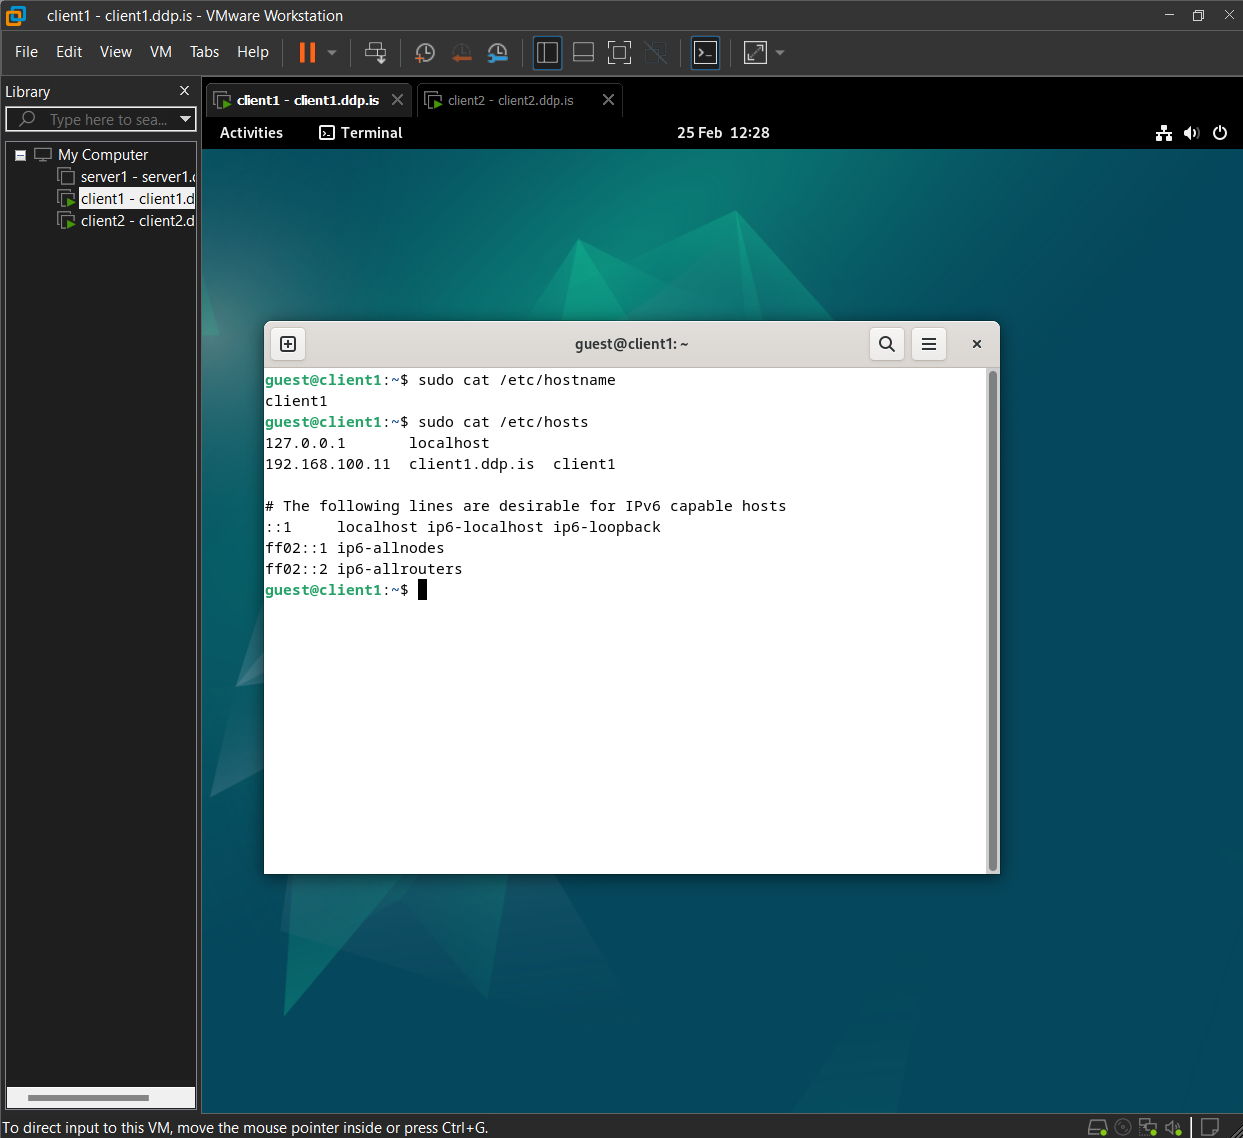 client1 - client1.ddp.is - VMware Workstation
File Edit View VM Tabs Help
Library
Type here to sea...
My Computer
server1 - server1.
client1 - client1.d
client2 - client2.d
client1 - client1.ddp.is
client2 - client2.ddp.is
Activities Terminal 25 Feb 12:28
guest@client1: ~
guest@client1:~$ sudo cat /etc/hostname
client1
guest@client1:~$ sudo cat /etc/hosts
127.0.0.1 localhost
192.168.100.11 client1.ddp.is client1
# The following lines are desirable for IPv6 capable hosts
::1 localhost ip6-localhost ip6-loopback
ff02::1 ip6-allnodes
ff02::2 ip6-allrouters
guest@client1:~$
To direct input to this VM, move the mouse pointer inside or press Ctrl+G.